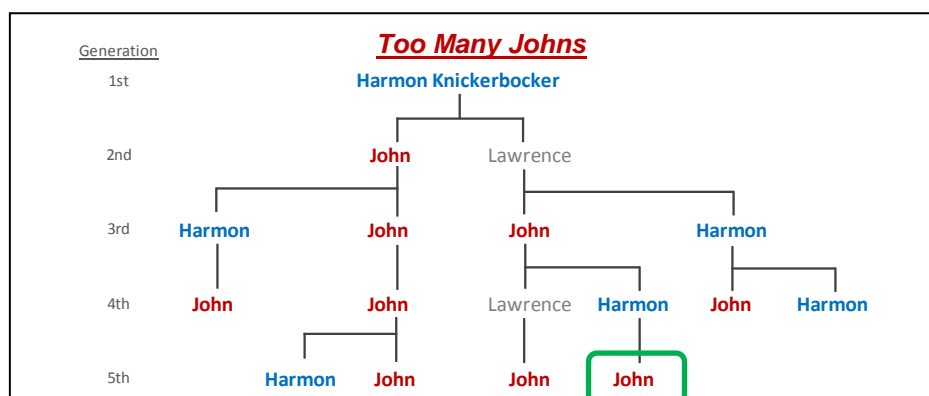 Too Many Johns
Generation
1st Harmon Knickerbocker
2nd John Lawrence
3rd Harmon John John Harmon
4th John John Lawrence Harmon John Harmon
5th Harmon John John John